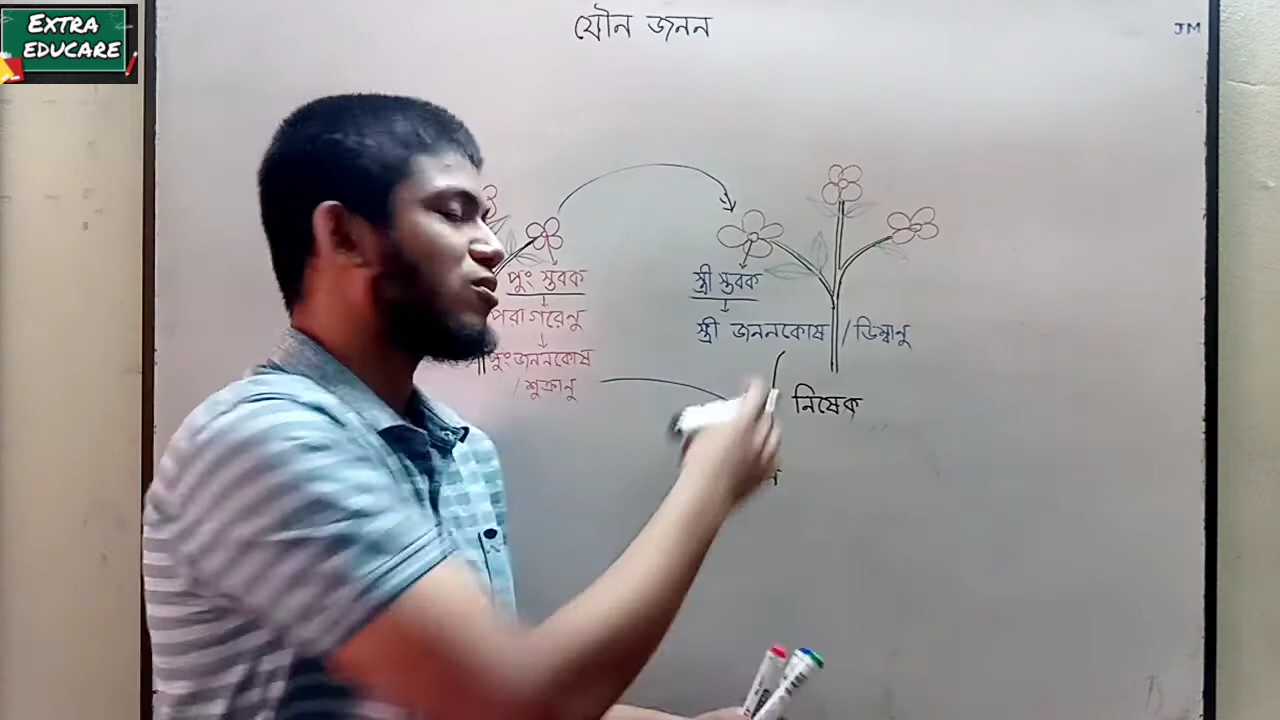 EXTRA
EDUCARE
যৌন জনন
JM
পুং স্তবক
স্ত্রী স্তবক
পরাগরেনু
স্ত্রী জননকোষ / ডিম্বানু
পুংজননকোষ
/শুক্রানু
নিষেক